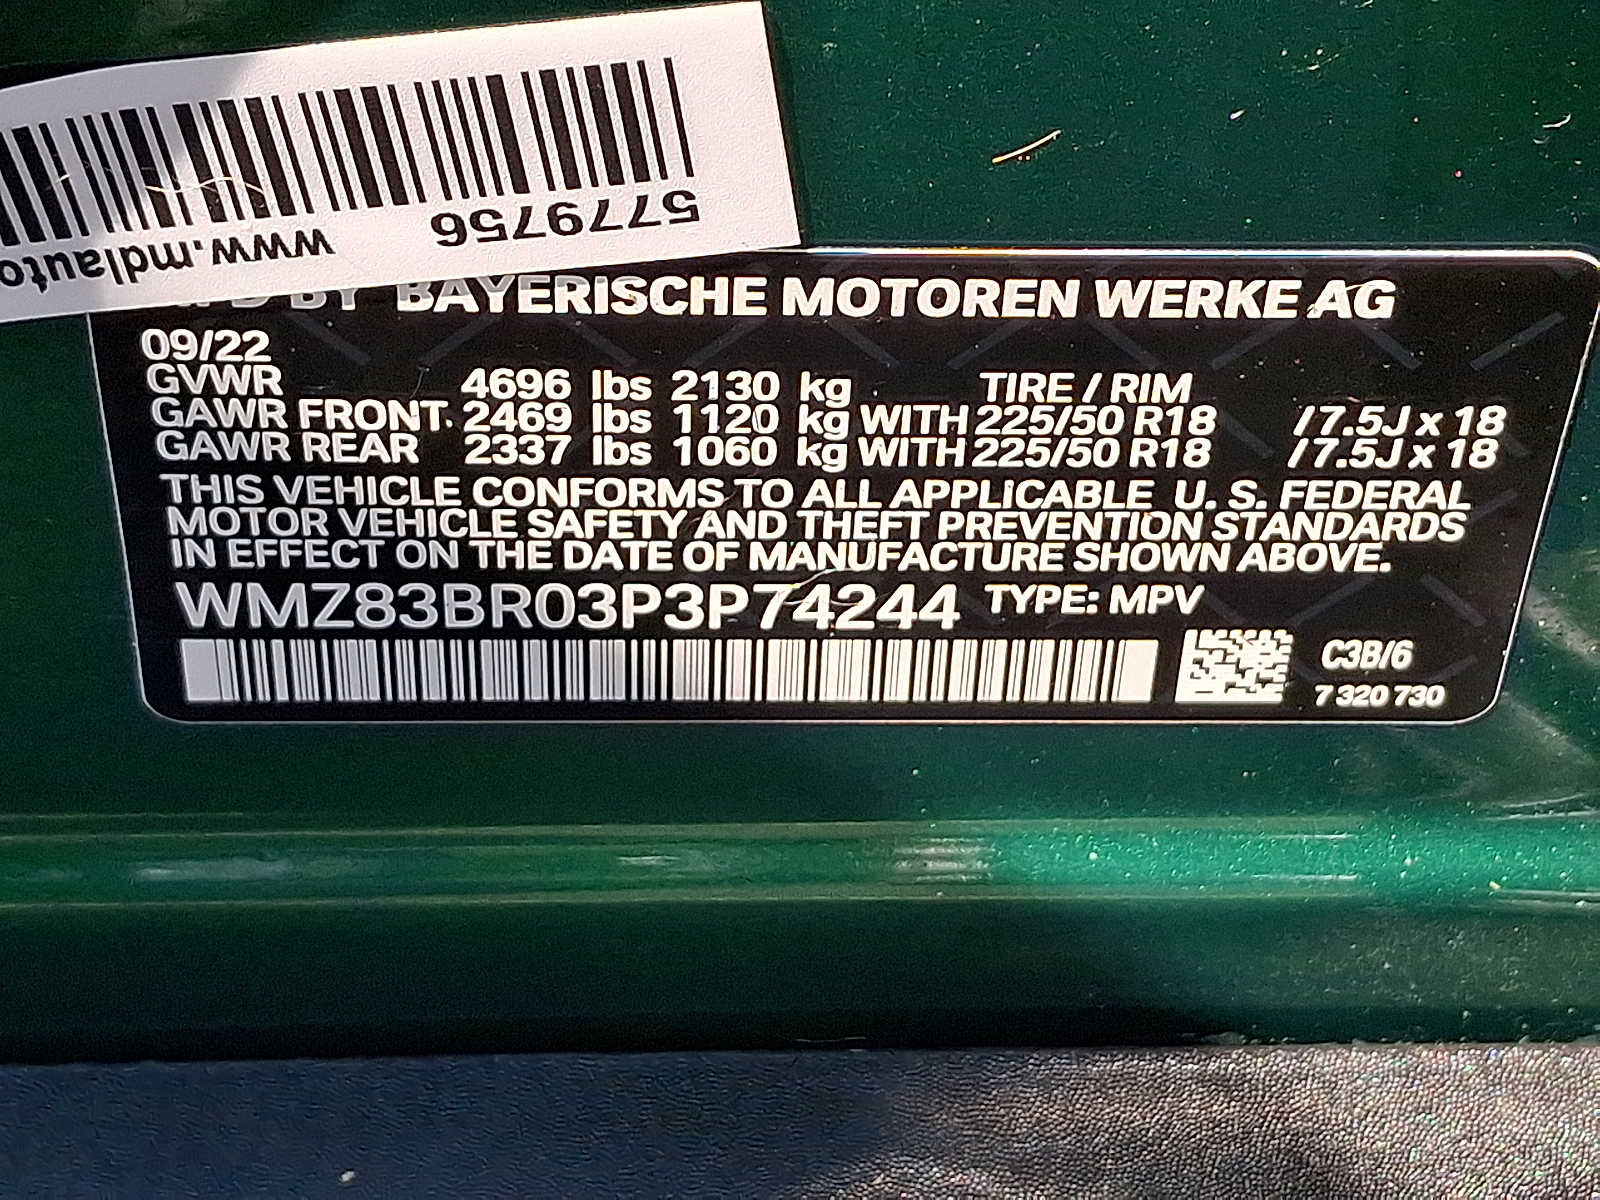 5779756
www.mdlauto
BY BAYERISCHE MOTOREN WERKE AG
09/22
GVWR 4696 lbs 2130 kg TIRE / RIM
GAWR FRONT 2469 lbs 1120 kg WITH 225/50 R18 / 7.5J x 18
GAWR REAR 2337 lbs 1060 kg WITH 225/50 R18 / 7.5J x 18
THIS VEHICLE CONFORMS TO ALL APPLICABLE U. S. FEDERAL
MOTOR VEHICLE SAFETY AND THEFT PREVENTION STANDARDS
IN EFFECT ON THE DATE OF MANUFACTURE SHOWN ABOVE.
WMZ83BR03P3P74244 TYPE: MPV
C3B/6
7 320 730